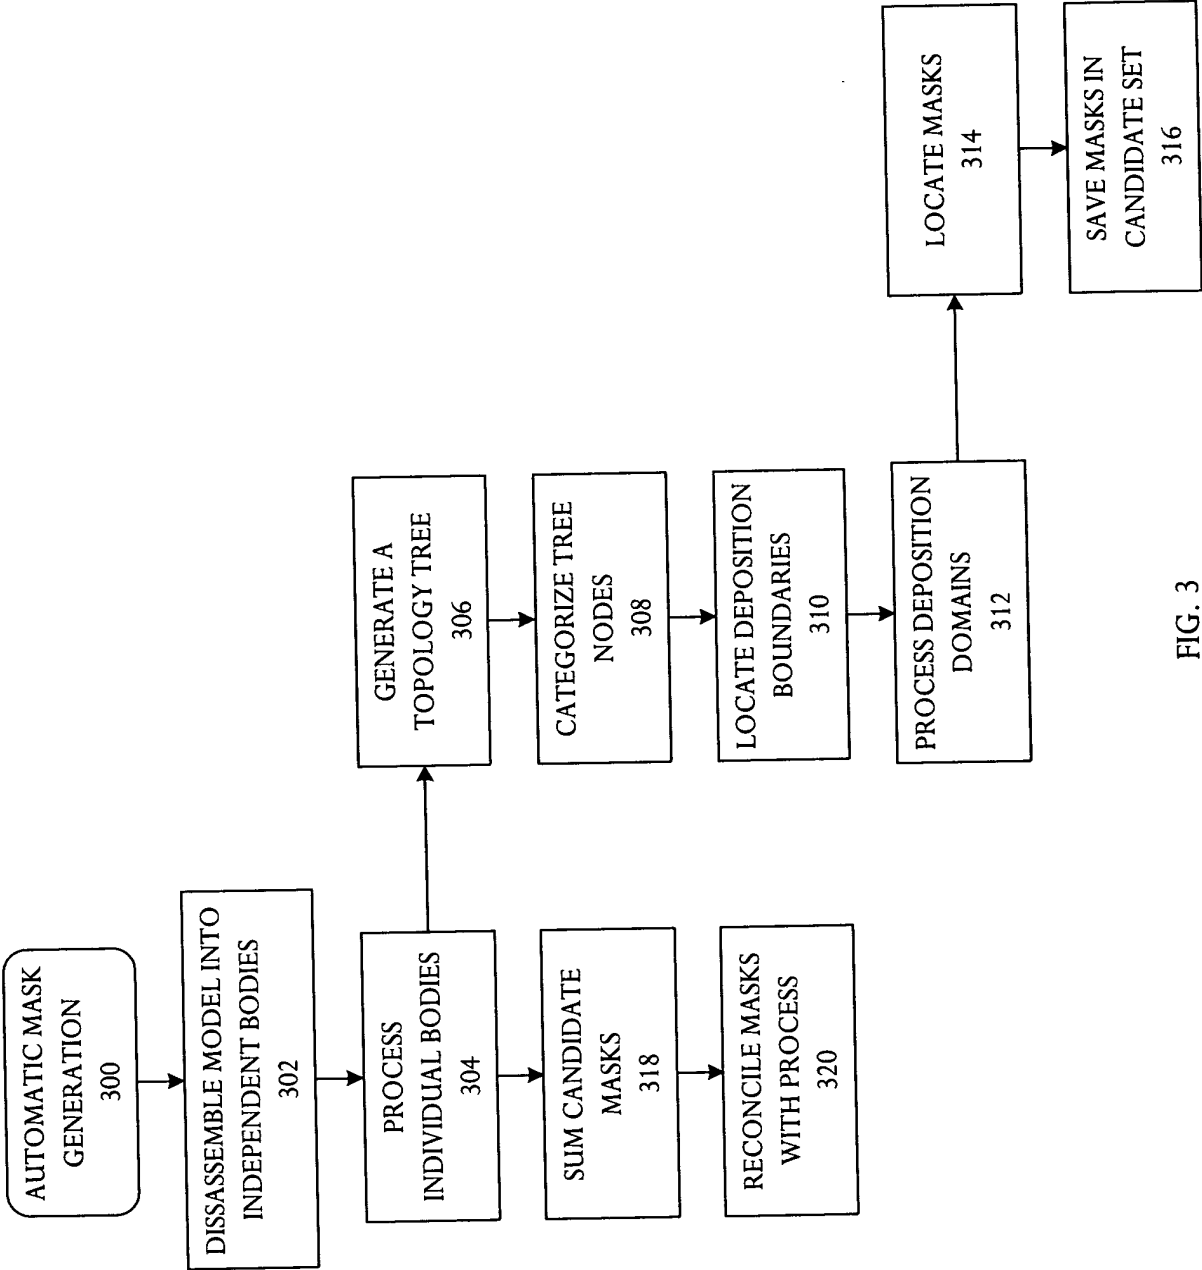 AUTOMATIC MASK
GENERATION
300
DISSASSEMBLE MODEL INTO
INDEPENDENT BODIES
302
PROCESS
INDIVIDUAL BODIES
304
GENERATE A
TOPOLOGY TREE
306
CATEGORIZE TREE
NODES
308
LOCATE DEPOSITION
BOUNDARIES
310
PROCESS DEPOSITION
DOMAINS
312
LOCATE MASKS
314
SAVE MASKS IN
CANDIDATE SET
316
SUM CANDIDATE
MASKS
318
RECONCILE MASKS
WITH PROCESS
320
FIG. 3